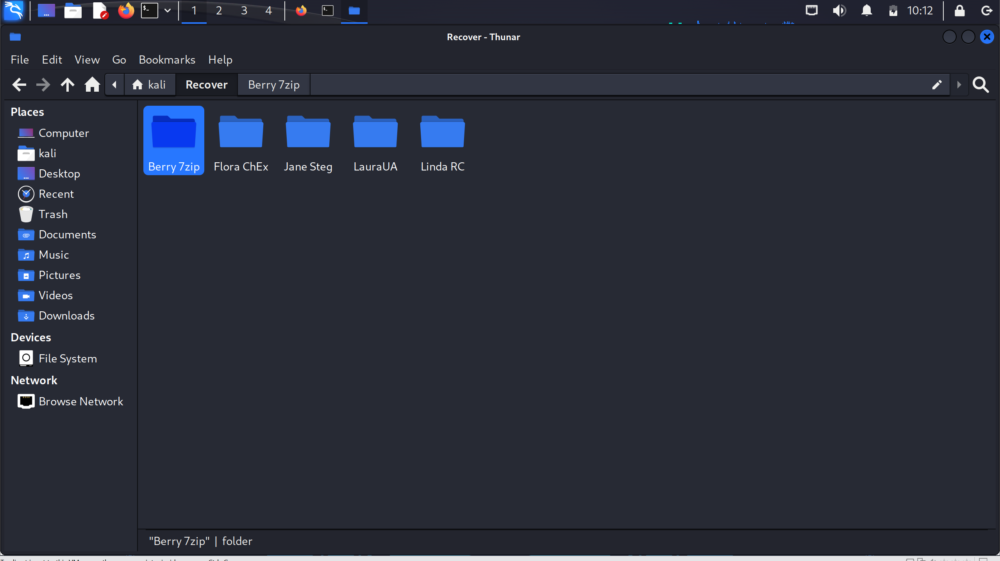 1 2 3 4 10:12
Recover - Thunar
File Edit View Go Bookmarks Help
kali Recover Berry 7zip
Places
Computer
kali
Desktop
Recent
Trash
Documents
Music
Pictures
Videos
Downloads
Devices
File System
Network
Browse Network
Berry 7zip Flora ChEx Jane Steg LauraUA Linda RC
"Berry 7zip" | folder